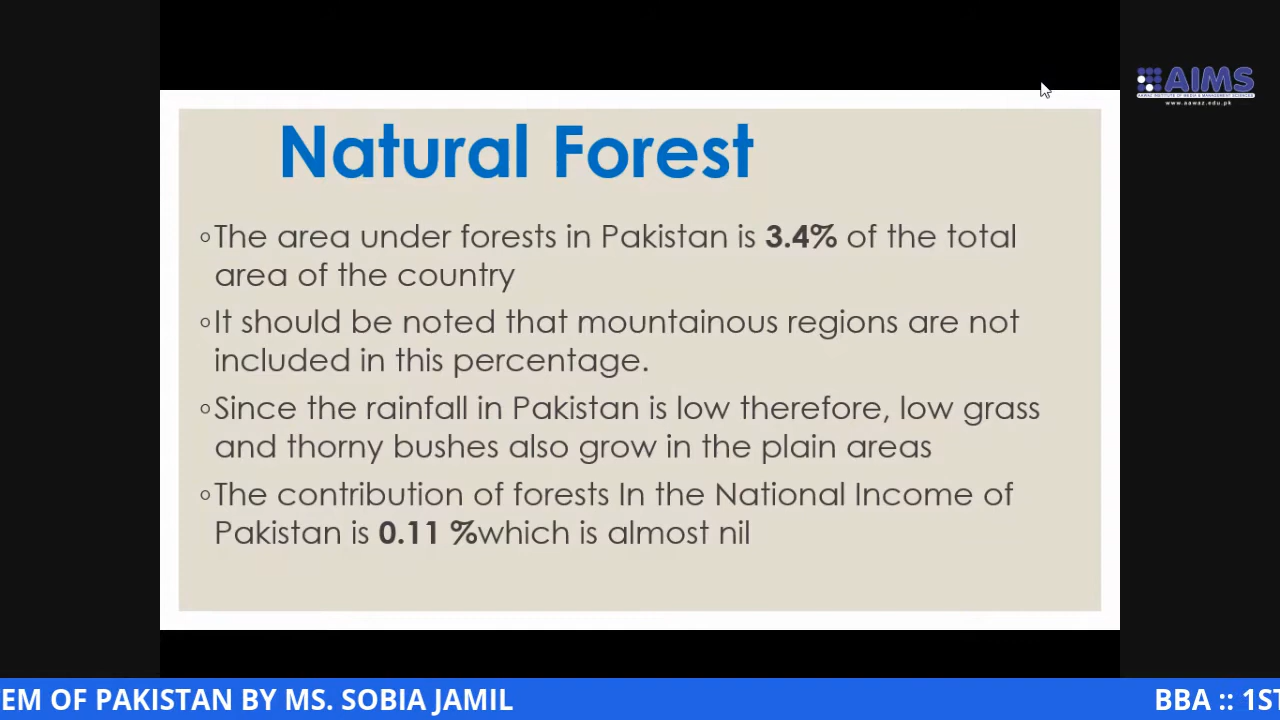 AIMS
www.aawaz.edu.pk
Natural Forest
◦The area under forests in Pakistan is 3.4% of the total
area of the country
◦It should be noted that mountainous regions are not
included in this percentage.
◦Since the rainfall in Pakistan is low therefore, low grass
and thorny bushes also grow in the plain areas
◦The contribution of forests In the National Income of
Pakistan is 0.11 %which is almost nil
EM OF PAKISTAN BY MS. SOBIA JAMIL
BBA :: 1ST